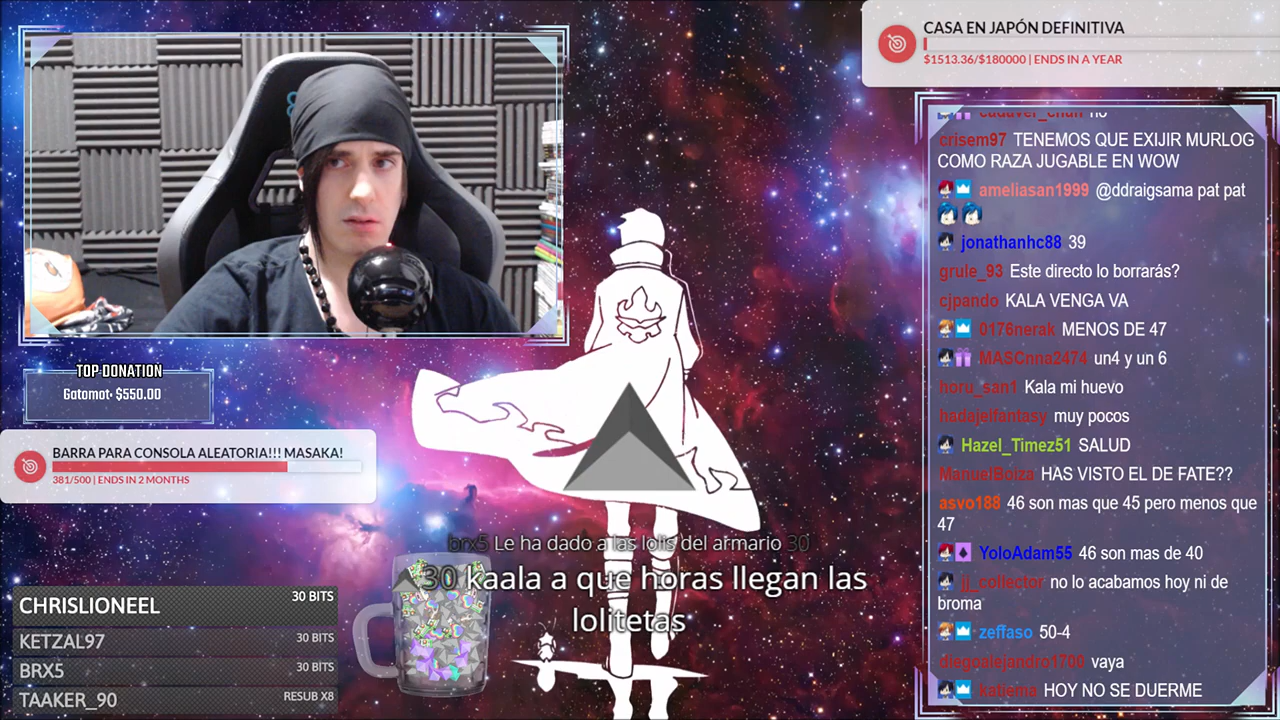 CASA EN JAPÓN DEFINITIVA
$1513.36/$180000 | ENDS IN A YEAR
cadaver_chan no
crisem97 TENEMOS QUE EXIJIR MURLOG
COMO RAZA JUGABLE EN WOW
ameliasan1999 @ddraigsama pat pat
jonathanhc88 39
grule_93 Este directo lo borrarás?
cjpando KALA VENGA VA
0176nerak MENOS DE 47
MASCnna2474 un4 y un 6
horu_san1 Kala mi huevo
hadajelfantasy muy pocos
Hazel_Timez51 SALUD
ManuelBoiza HAS VISTO EL DE FATE??
asvo188 46 son mas que 45 pero menos que
47
YoloAdam55 46 son mas de 40
jj_collector no lo acabamos hoy ni de
broma
zeffaso 50-4
diegoalejandro1700 vaya
katiema HOY NO SE DUERME
TOP DONATION
Gatomat: $550.00
BARRA PARA CONSOLA ALEATORIA!!! MASAKA!
381/500 | ENDS IN 2 MONTHS
brx5 Le ha dado a las lolis del armario 30
30 kaala a que horas llegan las
lolitetas
CHRISLIONEEL 30 BITS
KETZAL97 30 BITS
BRX5 30 BITS
TAAKER_90 RESUB X8